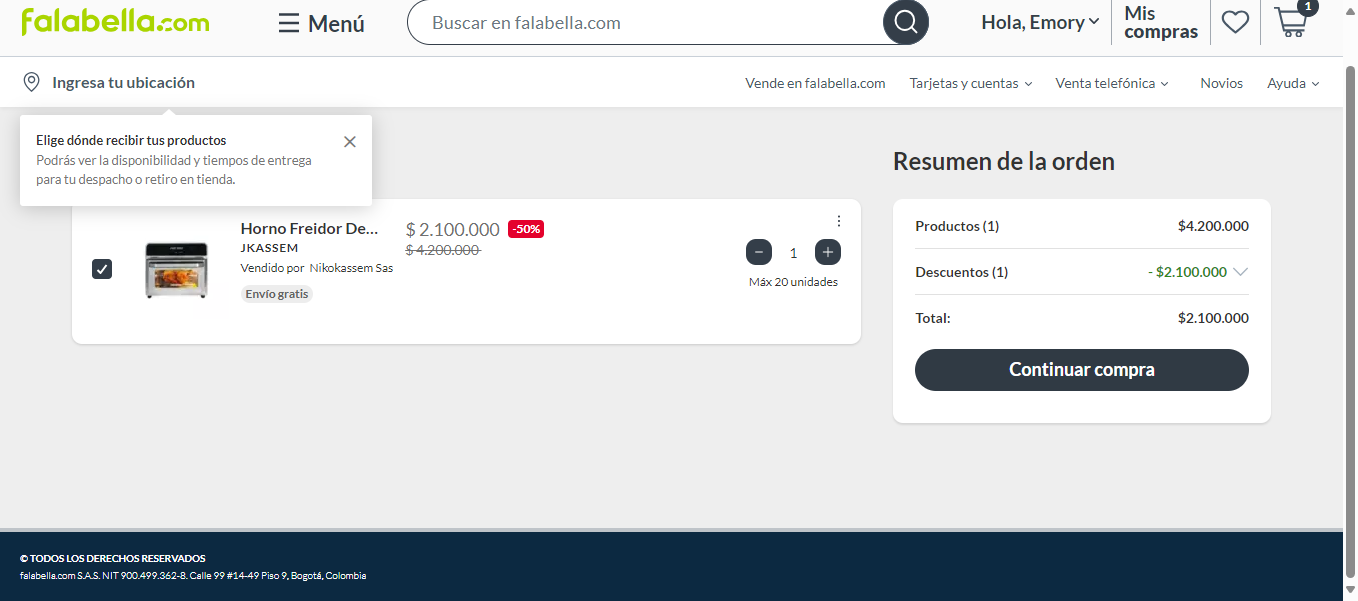 falabella.com
Menú
Buscar en falabella.com
Hola, Emory
Mis
compras
1
Ingresa tu ubicación
Vende en falabella.com
Tarjetas y cuentas
Venta telefónica
Novios
Ayuda
Elige dónde recibir tus productos
Podrás ver la disponibilidad y tiempos de entrega
para tu despacho o retiro en tienda.
Horno Freidor De...
JKASSEM
Vendido por Nikokassem Sas
Envío gratis
$ 2.100.000 -50%
$ 4.200.000
- 1 +
Máx 20 unidades
Resumen de la orden
Productos (1) $4.200.000
Descuentos (1) - $2.100.000
Total: $2.100.000
Continuar compra
© TODOS LOS DERECHOS RESERVADOS
falabella.com S.A.S. NIT 900.499.362-8. Calle 99 #14-49 Piso 9, Bogotá, Colombia